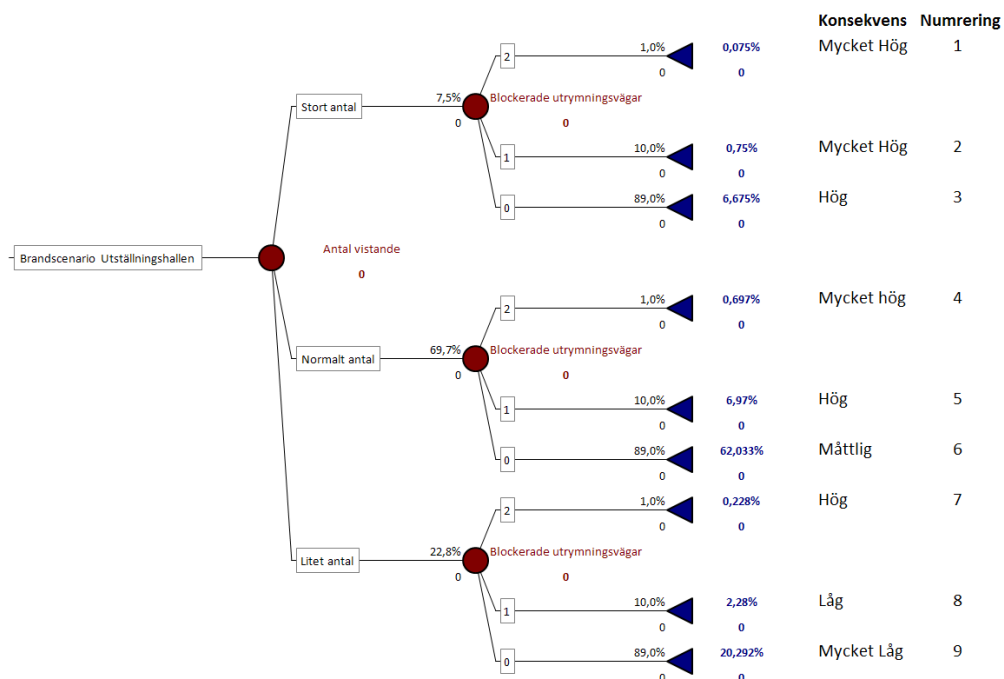 Konsekvens Numrering
2 1,0% 0,075% Mycket Hög 1
0 0
Stort antal 7,5% Blockerade utrymningsvägar
0 0
1 10,0% 0,75% Mycket Hög 2
0 0
0 89,0% 6,675% Hög 3
0 0
Brandscenario Utställningshallen Antal vistande
0
2 1,0% 0,697% Mycket hög 4
0 0
Normalt antal 69,7% Blockerade utrymningsvägar
0 0
1 10,0% 6,97% Hög 5
0 0
0 89,0% 62,033% Måttlig 6
0 0
2 1,0% 0,228% Hög 7
0 0
Litet antal 22,8% Blockerade utrymningsvägar
0 0
1 10,0% 2,28% Låg 8
0 0
0 89,0% 20,292% Mycket Låg 9
0 0